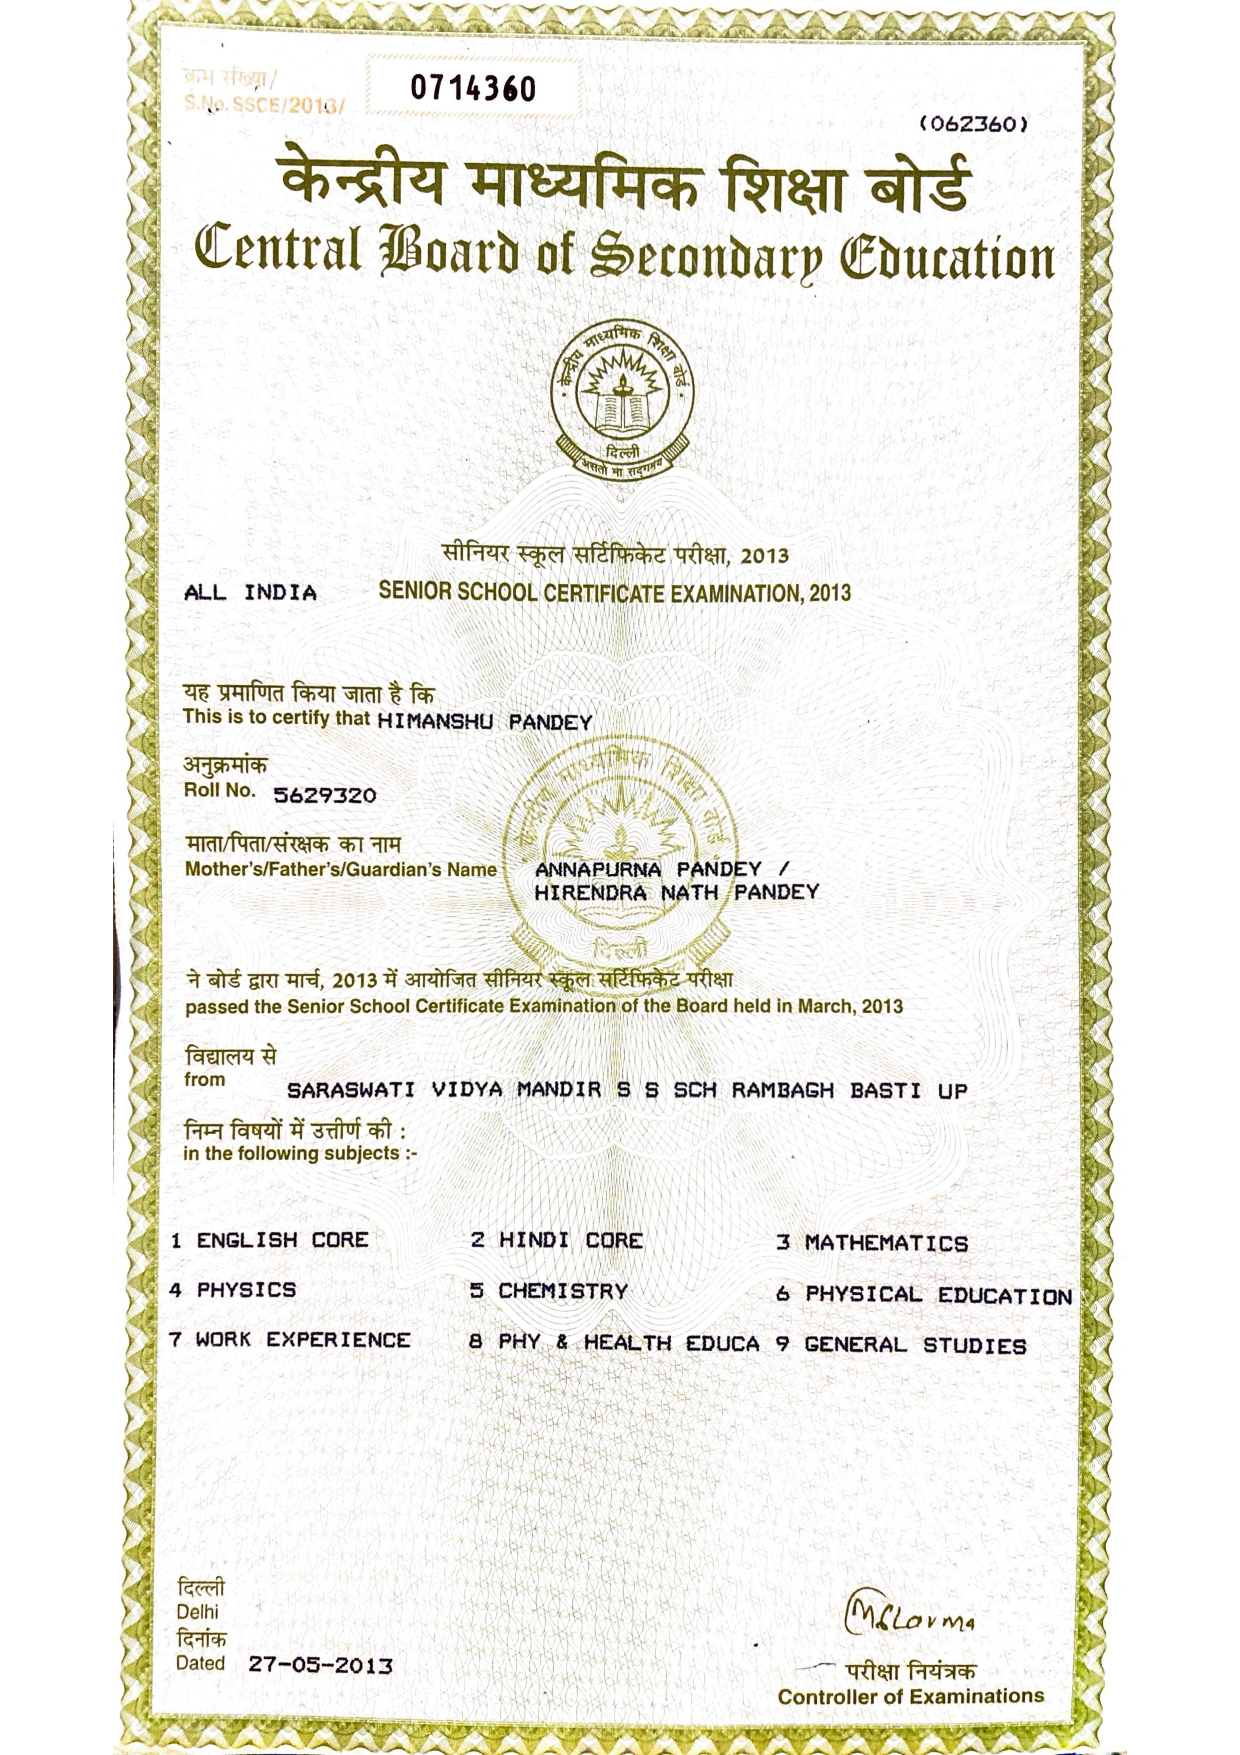 क्रम संख्या/
S.No. SSCE/2013/
0714360
(062360)
केन्द्रीय माध्यमिक शिक्षा बोर्ड
Central Board of Secondary Education
केन्द्रीय माध्यमिक शिक्षा बोर्ड
दिल्ली
असतो मा सद्गमय
सीनियर स्कूल सर्टिफिकेट परीक्षा, 2013
ALL INDIA SENIOR SCHOOL CERTIFICATE EXAMINATION, 2013
यह प्रमाणित किया जाता है कि
This is to certify that HIMANSHU PANDEY
अनुक्रमांक
Roll No. 5629320
माता/पिता/संरक्षक का नाम
Mother's/Father's/Guardian's Name ANNAPURNA PANDEY /
HIRENDRA NATH PANDEY
केन्द्रीय माध्यमिक शिक्षा बोर्ड
दिल्ली
ने बोर्ड द्वारा मार्च, 2013 में आयोजित सीनियर स्कूल सर्टिफिकेट परीक्षा
passed the Senior School Certificate Examination of the Board held in March, 2013
विद्यालय से
from SARASWATI VIDYA MANDIR S S SCH RAMBAGH BASTI UP
निम्न विषयों में उत्तीर्ण की :
in the following subjects :-
1 ENGLISH CORE 2 HINDI CORE 3 MATHEMATICS
4 PHYSICS 5 CHEMISTRY 6 PHYSICAL EDUCATION
7 WORK EXPERIENCE 8 PHY & HEALTH EDUCA 9 GENERAL STUDIES
दिल्ली
Delhi
दिनांक
Dated 27-05-2013
परीक्षा नियंत्रक
Controller of Examinations